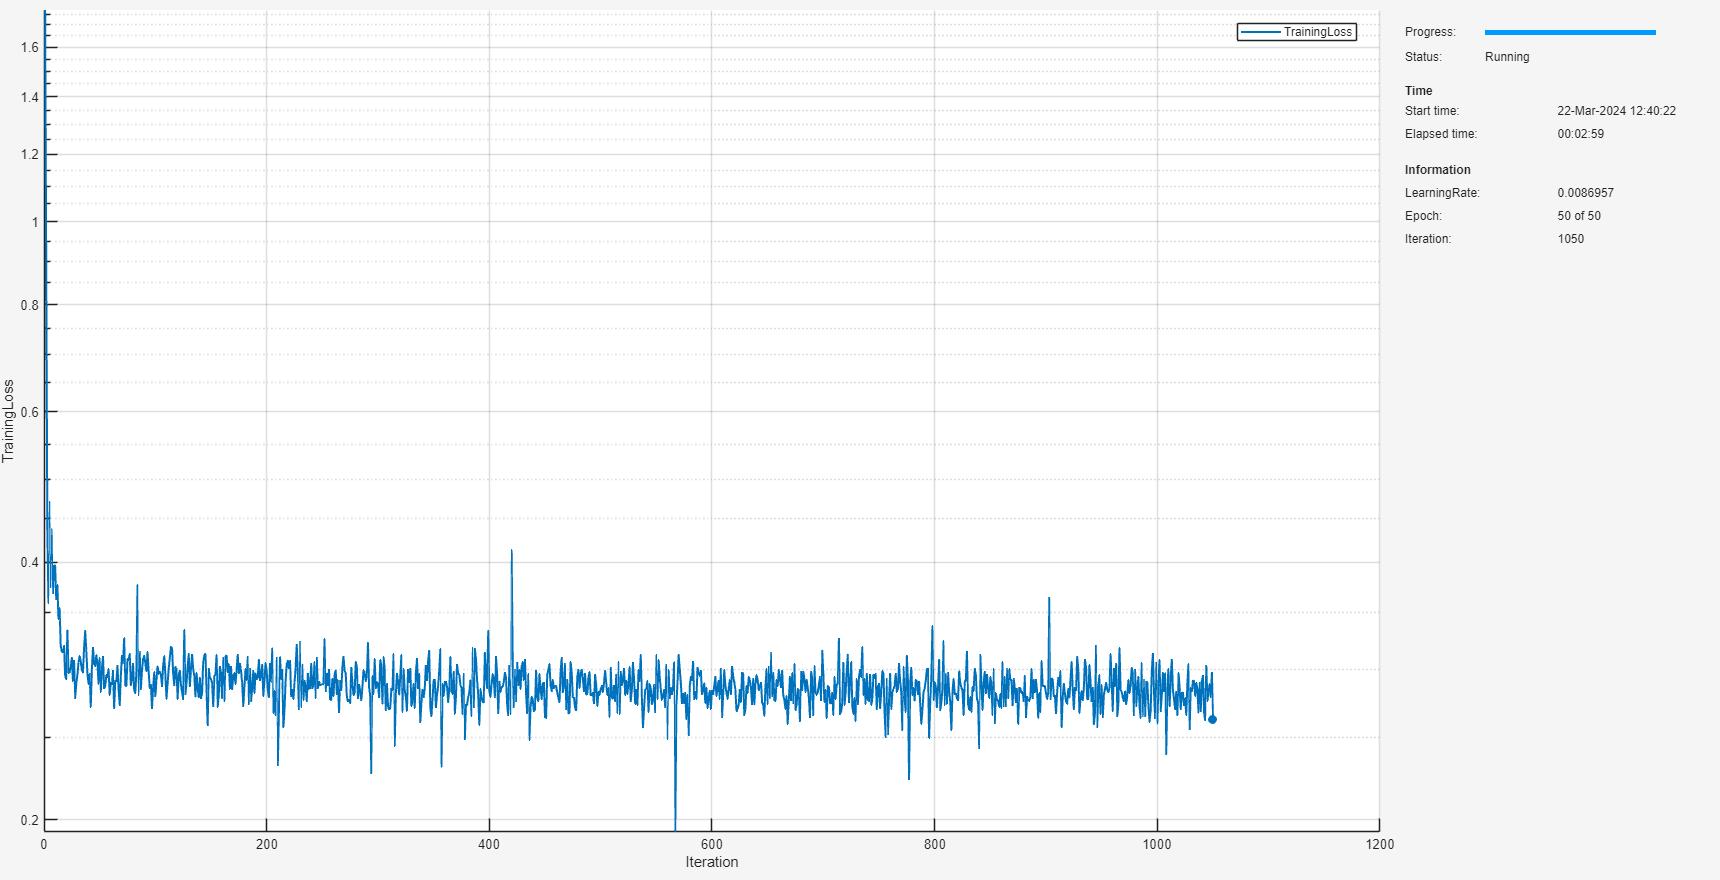 TrainingLoss
1.6
1.4
1.2
1
0.8
0.6
0.4
0.2
TrainingLoss
0 200 400 600 800 1000 1200
Iteration
Progress:
Status: Running
Time
Start time: 22-Mar-2024 12:40:22
Elapsed time: 00:02:59
Information
LearningRate: 0.0086957
Epoch: 50 of 50
Iteration: 1050